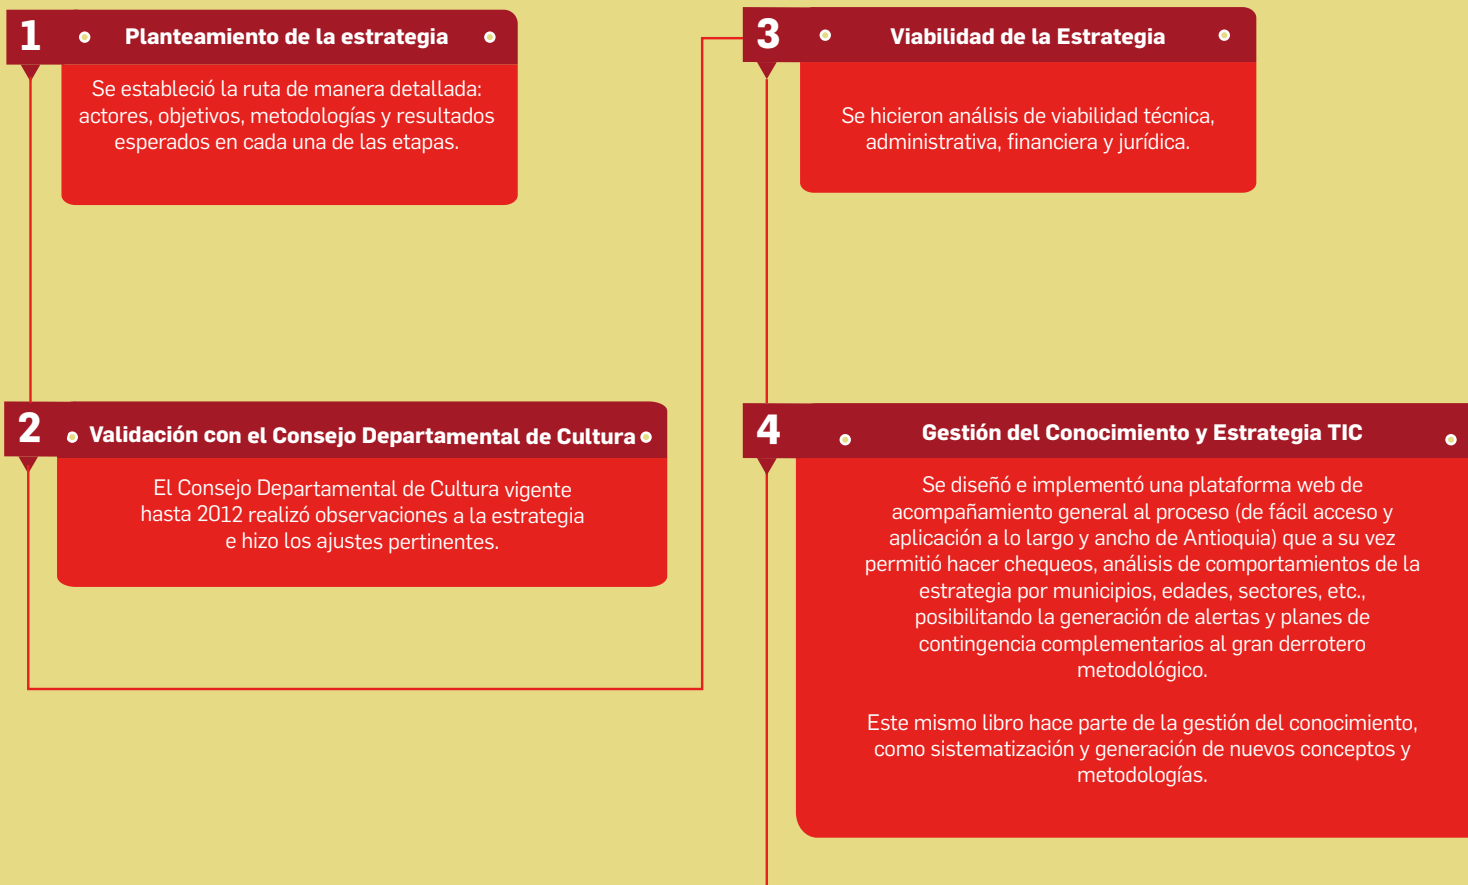 1
Planteamiento de la estrategia
Se estableció la ruta de manera detallada:
actores, objetivos, metodologías y resultados
esperados en cada una de las etapas.
2
Validación con el Consejo Departamental de Cultura
El Consejo Departamental de Cultura vigente
hasta 2012 realizó observaciones a la estrategia
e hizo los ajustes pertinentes.
3
Viabilidad de la Estrategia
Se hicieron análisis de viabilidad técnica,
administrativa, financiera y jurídica.
4
Gestión del Conocimiento y Estrategia TIC
Se diseñó e implementó una plataforma web de
acompañamiento general al proceso (de fácil acceso y
aplicación a lo largo y ancho de Antioquia) que a su vez
permitió hacer chequeos, análisis de comportamientos de la
estrategia por municipios, edades, sectores, etc.,
posibilitando la generación de alertas y planes de
contingencia complementarios al gran derrotero
metodológico.
Este mismo libro hace parte de la gestión del conocimiento,
como sistematización y generación de nuevos conceptos y
metodologías.